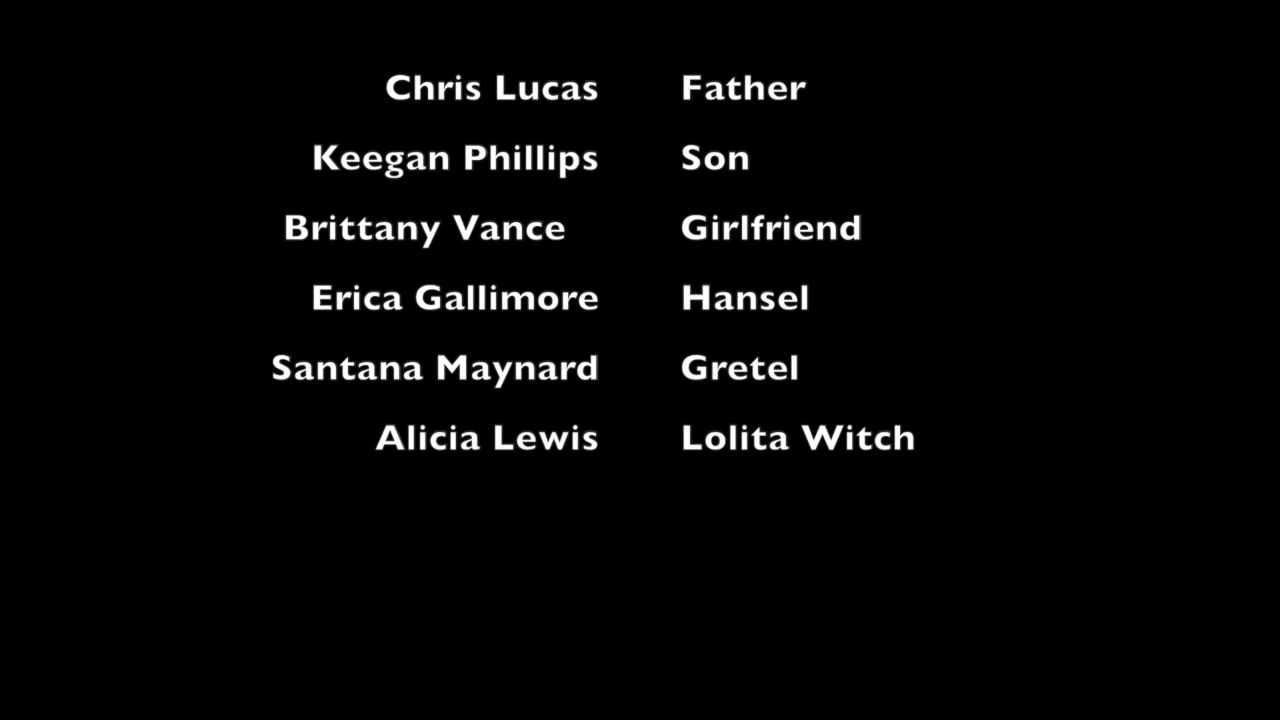 Chris Lucas Father
Keegan Phillips Son
Brittany Vance Girlfriend
Erica Gallimore Hansel
Santana Maynard Gretel
Alicia Lewis Lolita Witch